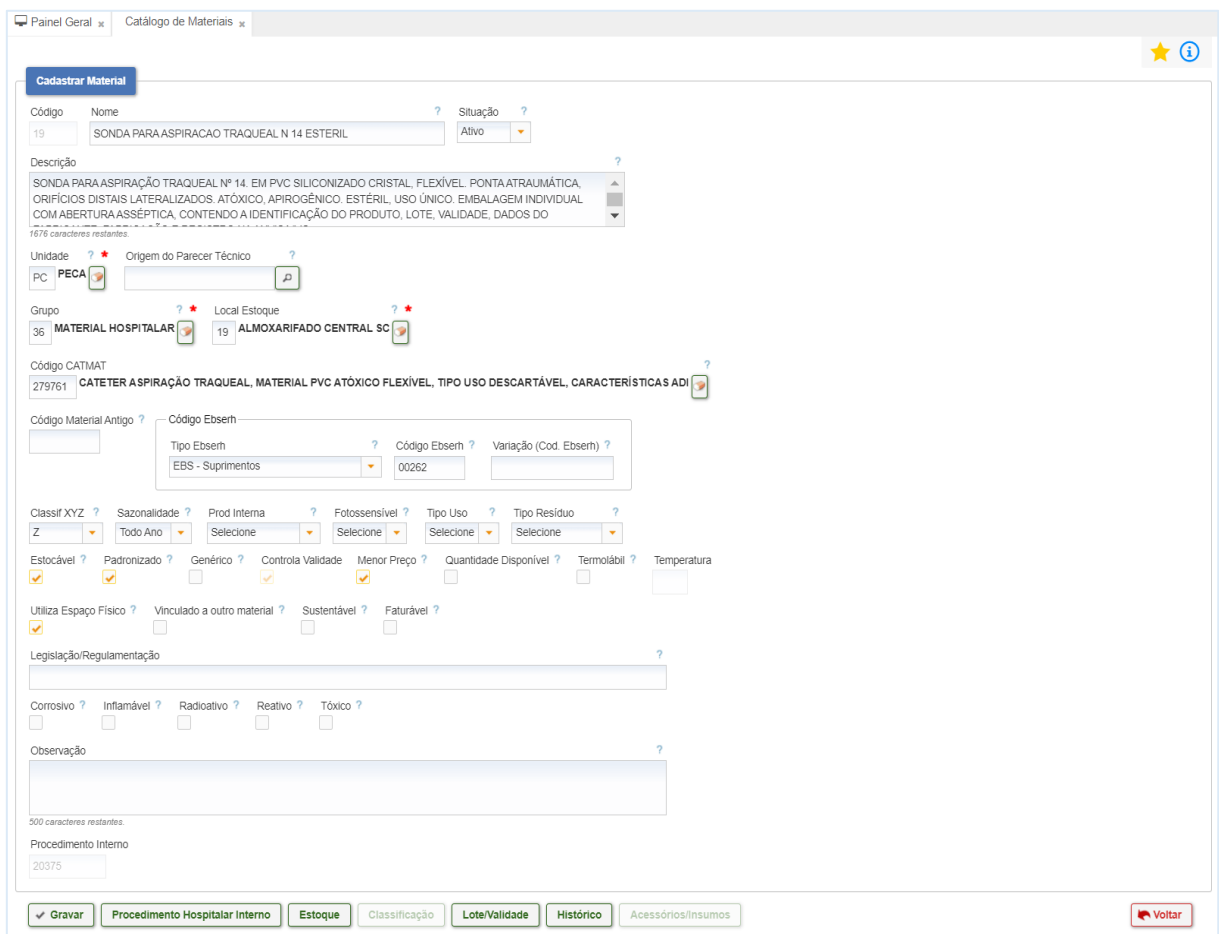 Painel Geral x Catálogo de Materiais x
Cadastrar Material
Código Nome ? Situação ?
19 SONDA PARA ASPIRACAO TRAQUEAL N 14 ESTERIL Ativo
Descrição ?
SONDA PARA ASPIRAÇÃO TRAQUEAL Nº 14. EM PVC SILICONIZADO CRISTAL, FLEXÍVEL. PONTA ATRAUMÁTICA,
ORIFÍCIOS DISTAIS LATERALIZADOS. ATÓXICO, APIROGÊNICO. ESTÉRIL, USO ÚNICO. EMBALAGEM INDIVIDUAL
COM ABERTURA ASSÉPTICA, CONTENDO A IDENTIFICAÇÃO DO PRODUTO, LOTE, VALIDADE, DADOS DO
1676 caracteres restantes.
Unidade ? * Origem do Parecer Técnico ?
PC PECA
Grupo ? * Local Estoque ? *
36 MATERIAL HOSPITALAR 19 ALMOXARIFADO CENTRAL SC
Código CATMAT ?
279761 CATETER ASPIRAÇÃO TRAQUEAL, MATERIAL PVC ATÓXICO FLEXÍVEL, TIPO USO DESCARTÁVEL, CARACTERÍSTICAS ADI
Código Material Antigo ? Código Ebserh
Tipo Ebserh ? Código Ebserh ? Variação (Cod. Ebserh) ?
EBS - Suprimentos 00262
Classif XYZ ? Sazonalidade ? Prod Interna ? Fotossensível ? Tipo Uso ? Tipo Resíduo ?
Z Todo Ano Selecione Selecione Selecione Selecione
Estocável ? Padronizado ? Genérico ? Controla Validade Menor Preço ? Quantidade Disponível ? Termolábil ? Temperatura
Utiliza Espaço Físico ? Vinculado a outro material ? Sustentável ? Faturável ?
Legislação/Regulamentação ?
Corrosivo ? Inflamável ? Radioativo ? Reativo ? Tóxico ?
Observação ?
500 caracteres restantes.
Procedimento Interno
20375
Gravar Procedimento Hospitalar Interno Estoque Classificação Lote/Validade Histórico Acessórios/Insumos Voltar